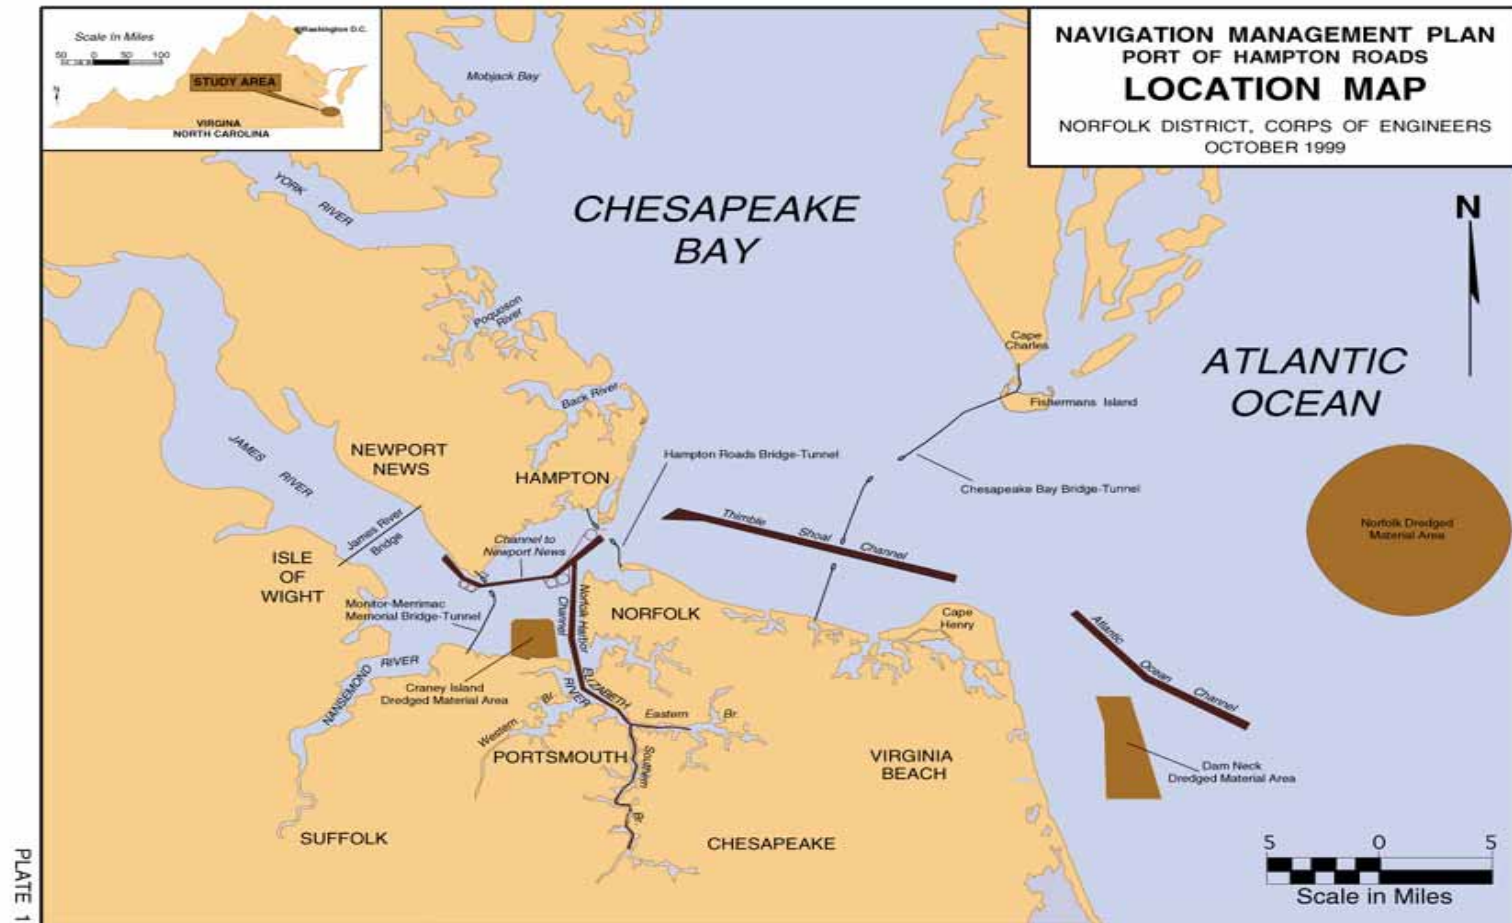 Scale In Miles
50 0 50 100
Washington D.C.
N
STUDY AREA
VIRGINA
NORTH CAROLINA
NAVIGATION MANAGEMENT PLAN
PORT OF HAMPTON ROADS
LOCATION MAP
NORFOLK DISTRICT, CORPS OF ENGINEERS
OCTOBER 1999
Mobjack Bay
YORK
RIVER
CHESAPEAKE
BAY
N
Poquoson
River
Cape
Charles
ATLANTIC
OCEAN
Back River
Fishermans Island
JAMES
RIVER
NEWPORT
NEWS
HAMPTON
Hampton Roads Bridge-Tunnel
Chesapeake Bay Bridge-Tunnel
James River
Bridge
Channel to
Newport News
Thimble Shoal Channel
Norfolk Dredged
Material Area
ISLE
OF
WIGHT
Monitor-Merrimac
Memorial Bridge-Tunnel
Norfolk Harbor
Channel
NORFOLK
Cape
Henry
Atlantic Ocean Channel
NANSEMOND RIVER
Craney Island
Dredged Material Area
ELIZABETH
RIVER
Western Br.
Eastern Br.
PORTSMOUTH
Southern Br.
VIRGINIA
BEACH
Dam Neck
Dredged Material Area
SUFFOLK
CHESAPEAKE
5 0 5
Scale in Miles
PLATE 1